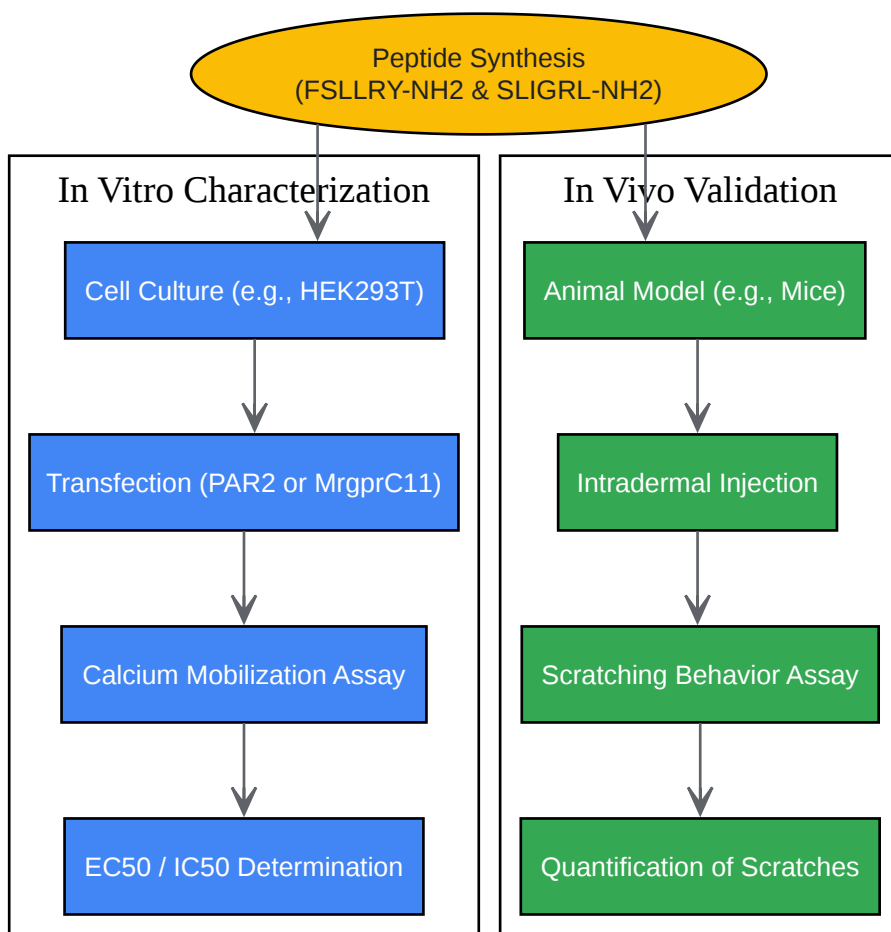 Peptide Synthesis
(FSLLRY-NH2 & SLIGRL-NH2)
In Vitro Characterization
Cell Culture (e.g., HEK293T)
Transfection (PAR2 or MrgprC11)
Calcium Mobilization Assay
EC50 / IC50 Determination
In Vivo Validation
Animal Model (e.g., Mice)
Intradermal Injection
Scratching Behavior Assay
Quantification of Scratches